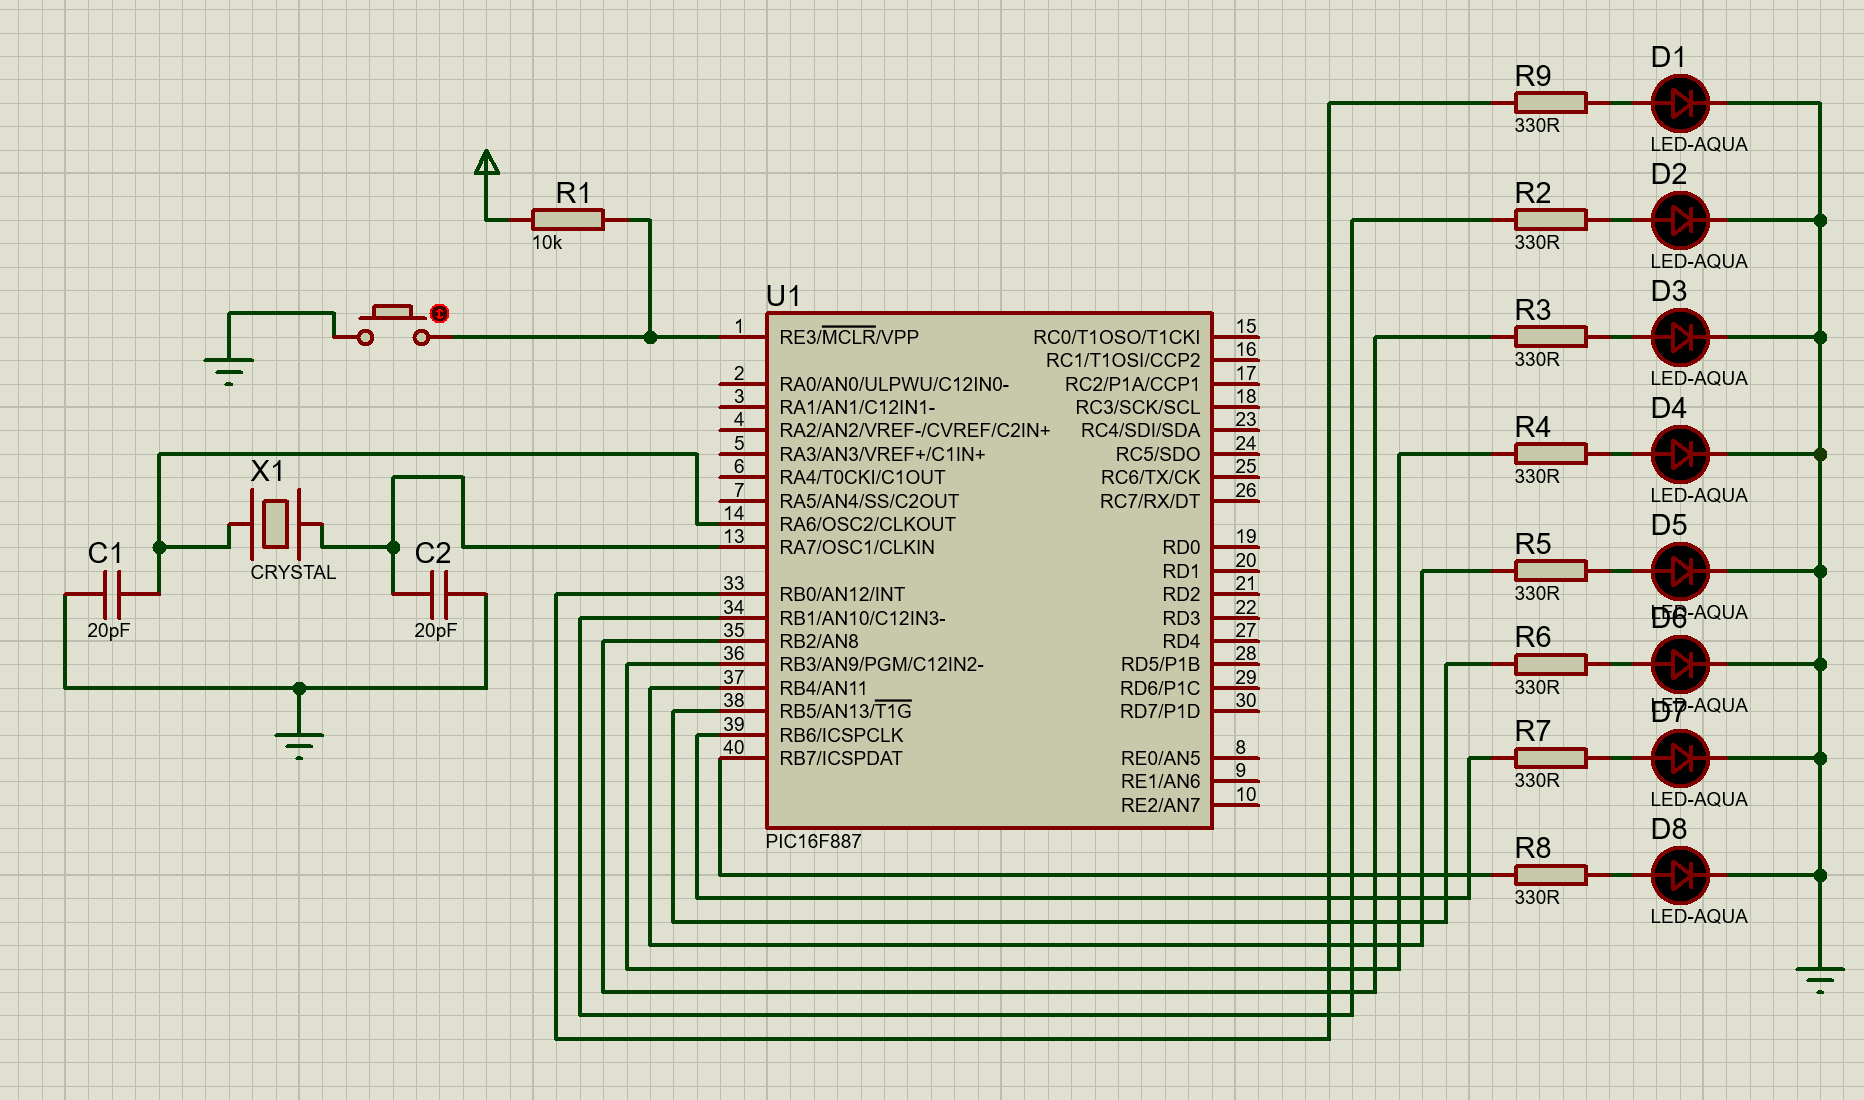 R1
10k
X1
CRYSTAL
C1
20pF
C2
20pF
U1
1
RE3/MCLR/VPP
2
RA0/AN0/ULPWU/C12IN0-
3
RA1/AN1/C12IN1-
4
RA2/AN2/VREF-/CVREF/C2IN+
5
RA3/AN3/VREF+/C1IN+
6
RA4/T0CKI/C1OUT
7
RA5/AN4/SS/C2OUT
14
RA6/OSC2/CLKOUT
13
RA7/OSC1/CLKIN
33
RB0/AN12/INT
34
RB1/AN10/C12IN3-
35
RB2/AN8
36
RB3/AN9/PGM/C12IN2-
37
RB4/AN11
38
RB5/AN13/T1G
39
RB6/ICSPCLK
40
RB7/ICSPDAT
RC0/T1OSO/T1CKI
15
RC1/T1OSI/CCP2
16
RC2/P1A/CCP1
17
RC3/SCK/SCL
18
RC4/SDI/SDA
23
RC5/SDO
24
RC6/TX/CK
25
RC7/RX/DT
26
RD0
19
RD1
20
RD2
21
RD3
22
RD4
27
RD5/P1B
28
RD6/P1C
29
RD7/P1D
30
RE0/AN5
8
RE1/AN6
9
RE2/AN7
10
PIC16F887
R9
330R
D1
LED-AQUA
R2
330R
D2
LED-AQUA
R3
330R
D3
LED-AQUA
R4
330R
D4
LED-AQUA
R5
330R
D5
LED-AQUA
R6
330R
D6
LED-AQUA
R7
330R
D7
LED-AQUA
R8
330R
D8
LED-AQUA